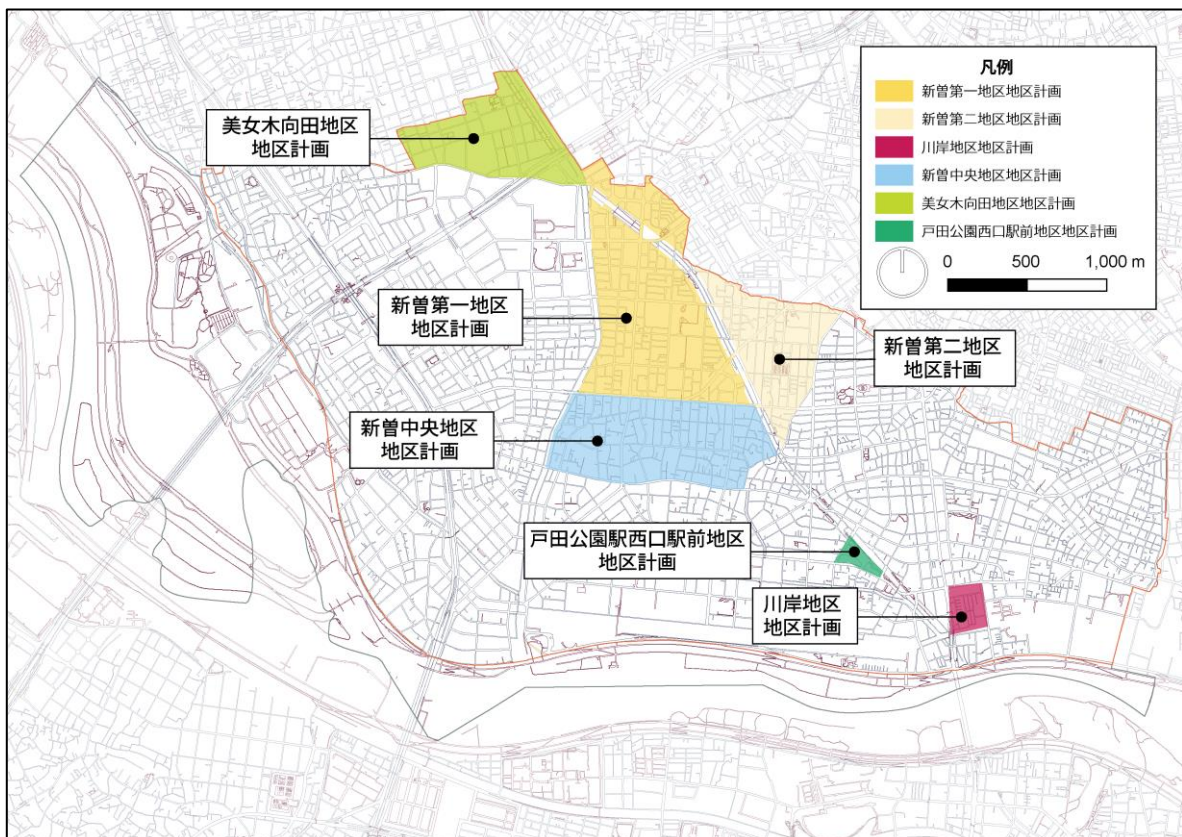 凡例
新曽第一地区地区計画
新曽第二地区地区計画
川岸地区地区計画
新曽中央地区地区計画
美女木向田地区地区計画
戸田公園西口駅前地区地区計画
0 500 1,000 m
美女木向田地区
地区計画
新曽第一地区
地区計画
新曽第二地区
地区計画
新曽中央地区
地区計画
戸田公園駅西口駅前地区
地区計画
川岸地区
地区計画